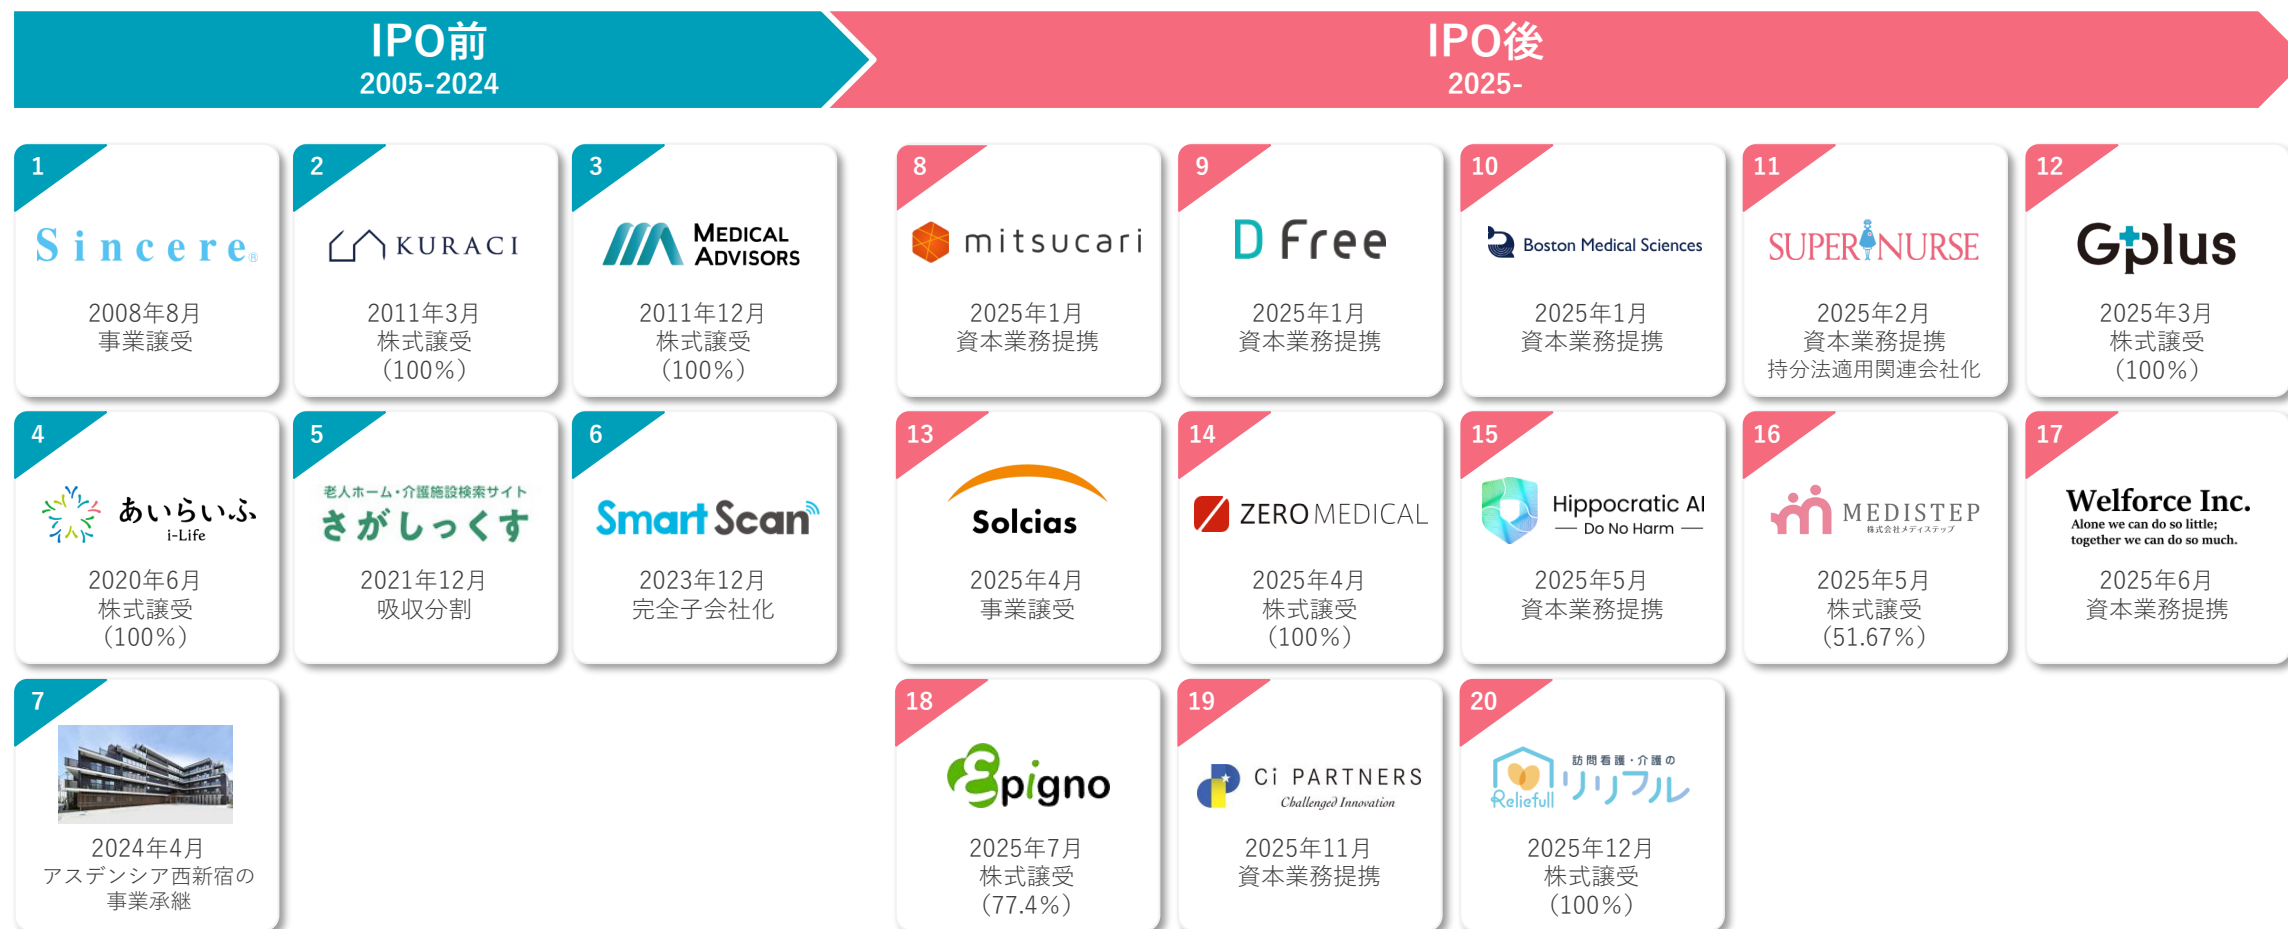 IPO前
2005-2024
IPO後
2025-
1
Sincere®
2008年8月
事業譲受
2
KURACI
2011年3月
株式譲受
(100%)
3
MEDICAL
ADVISORS
2011年12月
株式譲受
(100%)
8
mitsucari
2025年1月
資本業務提携
9
D Free
2025年1月
資本業務提携
10
Boston Medical Sciences
2025年1月
資本業務提携
11
SUPER NURSE
2025年2月
資本業務提携
持分法適用関連会社化
12
Gplus
2025年3月
株式譲受
(100%)
4
あいらいふ
i-Life
2020年6月
株式譲受
(100%)
5
老人ホーム・介護施設検索サイト
さがしっくす
2021年12月
吸収分割
6
Smart Scan
2023年12月
完全子会社化
13
Solcias
2025年4月
事業譲受
14
ZERO MEDICAL
2025年4月
株式譲受
(100%)
15
Hippocratic AI
Do No Harm
2025年5月
資本業務提携
16
MEDISTEP
株式会社メディステップ
2025年5月
株式譲受
(51.67%)
17
Welforce Inc.
Alone we can do so little;
together we can do so much.
2025年6月
資本業務提携
7
2024年4月
アスデンシア西新宿の
事業承継
18
Epigno
2025年7月
株式譲受
(77.4%)
19
Ci PARTNERS
Challenged Innovation
2025年11月
資本業務提携
20
訪問看護・介護の
リリフル
Reliefull
2025年12月
株式譲受
(100%)